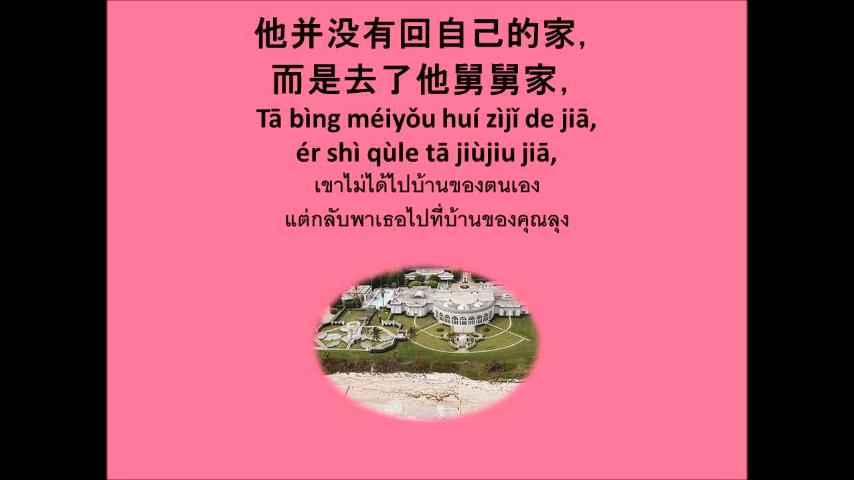 他并没有回自己的家,
而是去了他舅舅家,
Tā bìng méiyǒu huí zìjǐ de jiā,
ér shì qùle tā jiùjiu jiā,
เขาไม่ได้ไปบ้านของตนเอง
แต่กลับพาเธอไปที่บ้านของคุณลุง